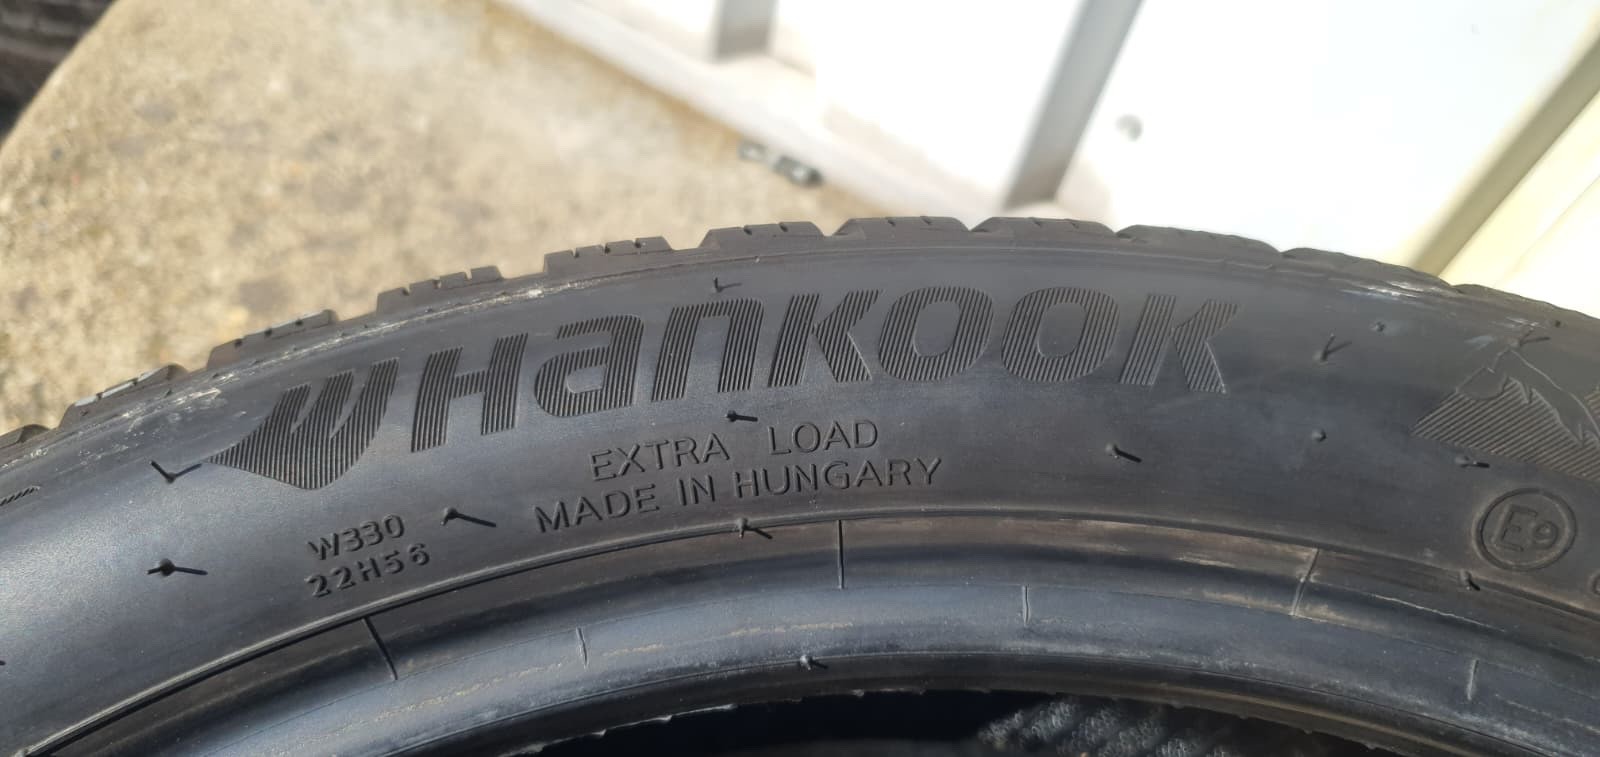 Hankook
EXTRA LOAD
MADE IN HUNGARY
W330
22H56
E9